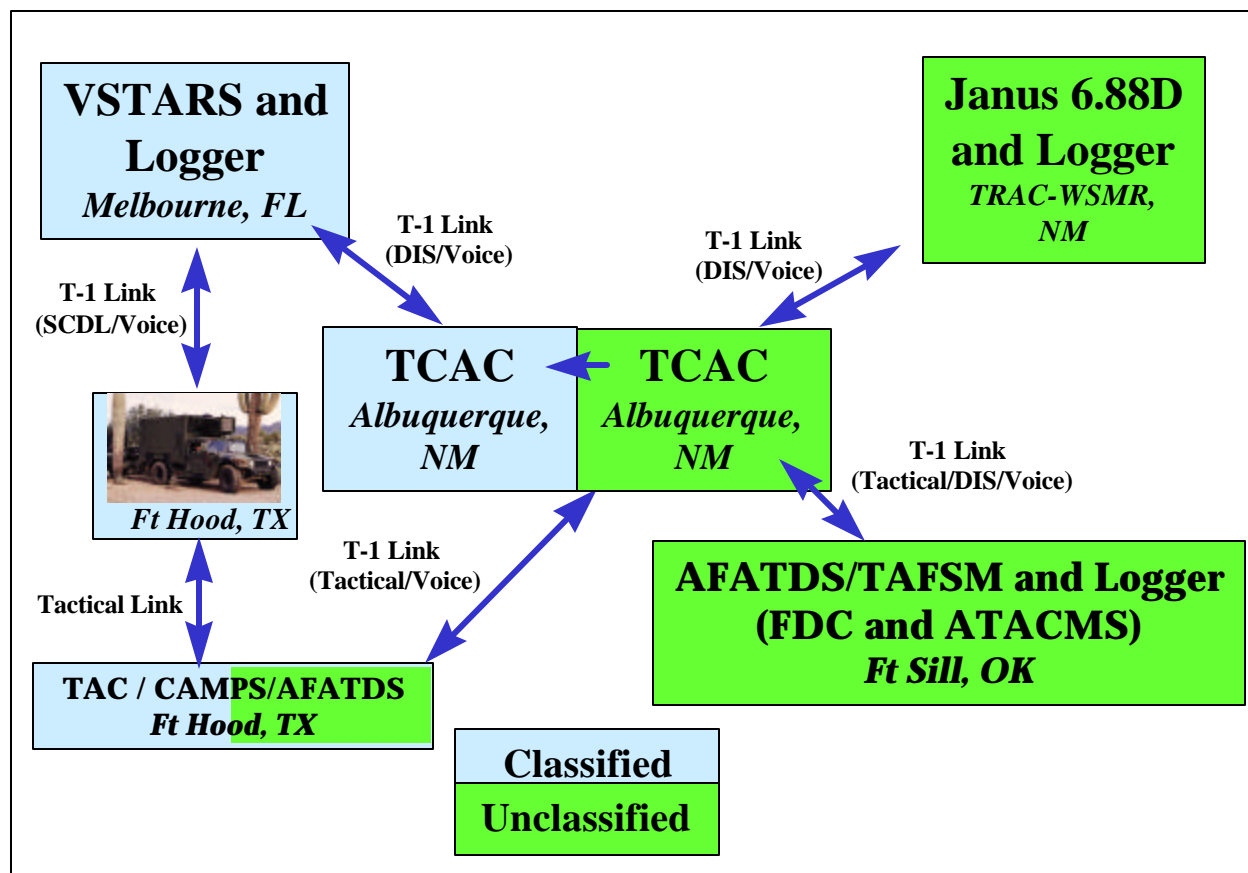 VSTARS and
Logger
Melbourne, FL
Janus 6.88D
and Logger
TRAC-WSMR,
NM
T-1 Link
(DIS/Voice)
T-1 Link
(DIS/Voice)
T-1 Link
(SCDL/Voice)
TCAC
Albuquerque,
NM
TCAC
Albuquerque,
NM
Ft Hood, TX
T-1 Link
(Tactical/DIS/Voice)
T-1 Link
(Tactical/Voice)
Tactical Link
AFATDS/TAFSM and Logger
(FDC and ATACMS)
Ft Sill, OK
TAC / CAMPS/AFATDS
Ft Hood, TX
Classified
Unclassified